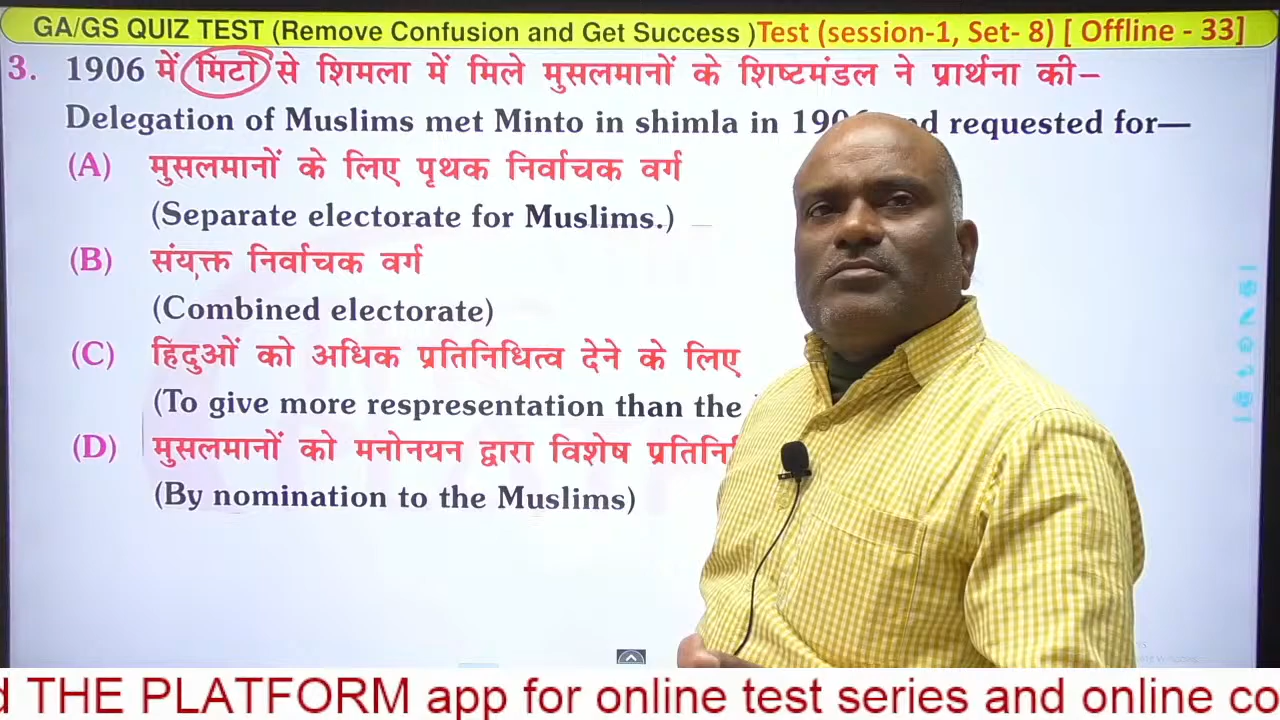 GA/GS QUIZ TEST (Remove Confusion and Get Success )Test (session-1, Set- 8) [ Offline - 33]
3. 1906 में मिंटो से शिमला में मिले मुसलमानों के शिष्टमंडल ने प्रार्थना की–
Delegation of Muslims met Minto in shimla in requested for—
(A) मुसलमानों के लिए पृथक निर्वाचक वर्ग
(Separate electorate for Muslims.)
(B) संयुक्त निर्वाचक वर्ग
(Combined electorate)
(C) हिंदुओं को अधिक प्रतिनिधित्व देने के लिए
(To give more respresentation than the
(D) मुसलमानों को मनोनयन द्वारा विशेष
(By nomination to the Muslims)
THE PLATFORM app for online test series and online